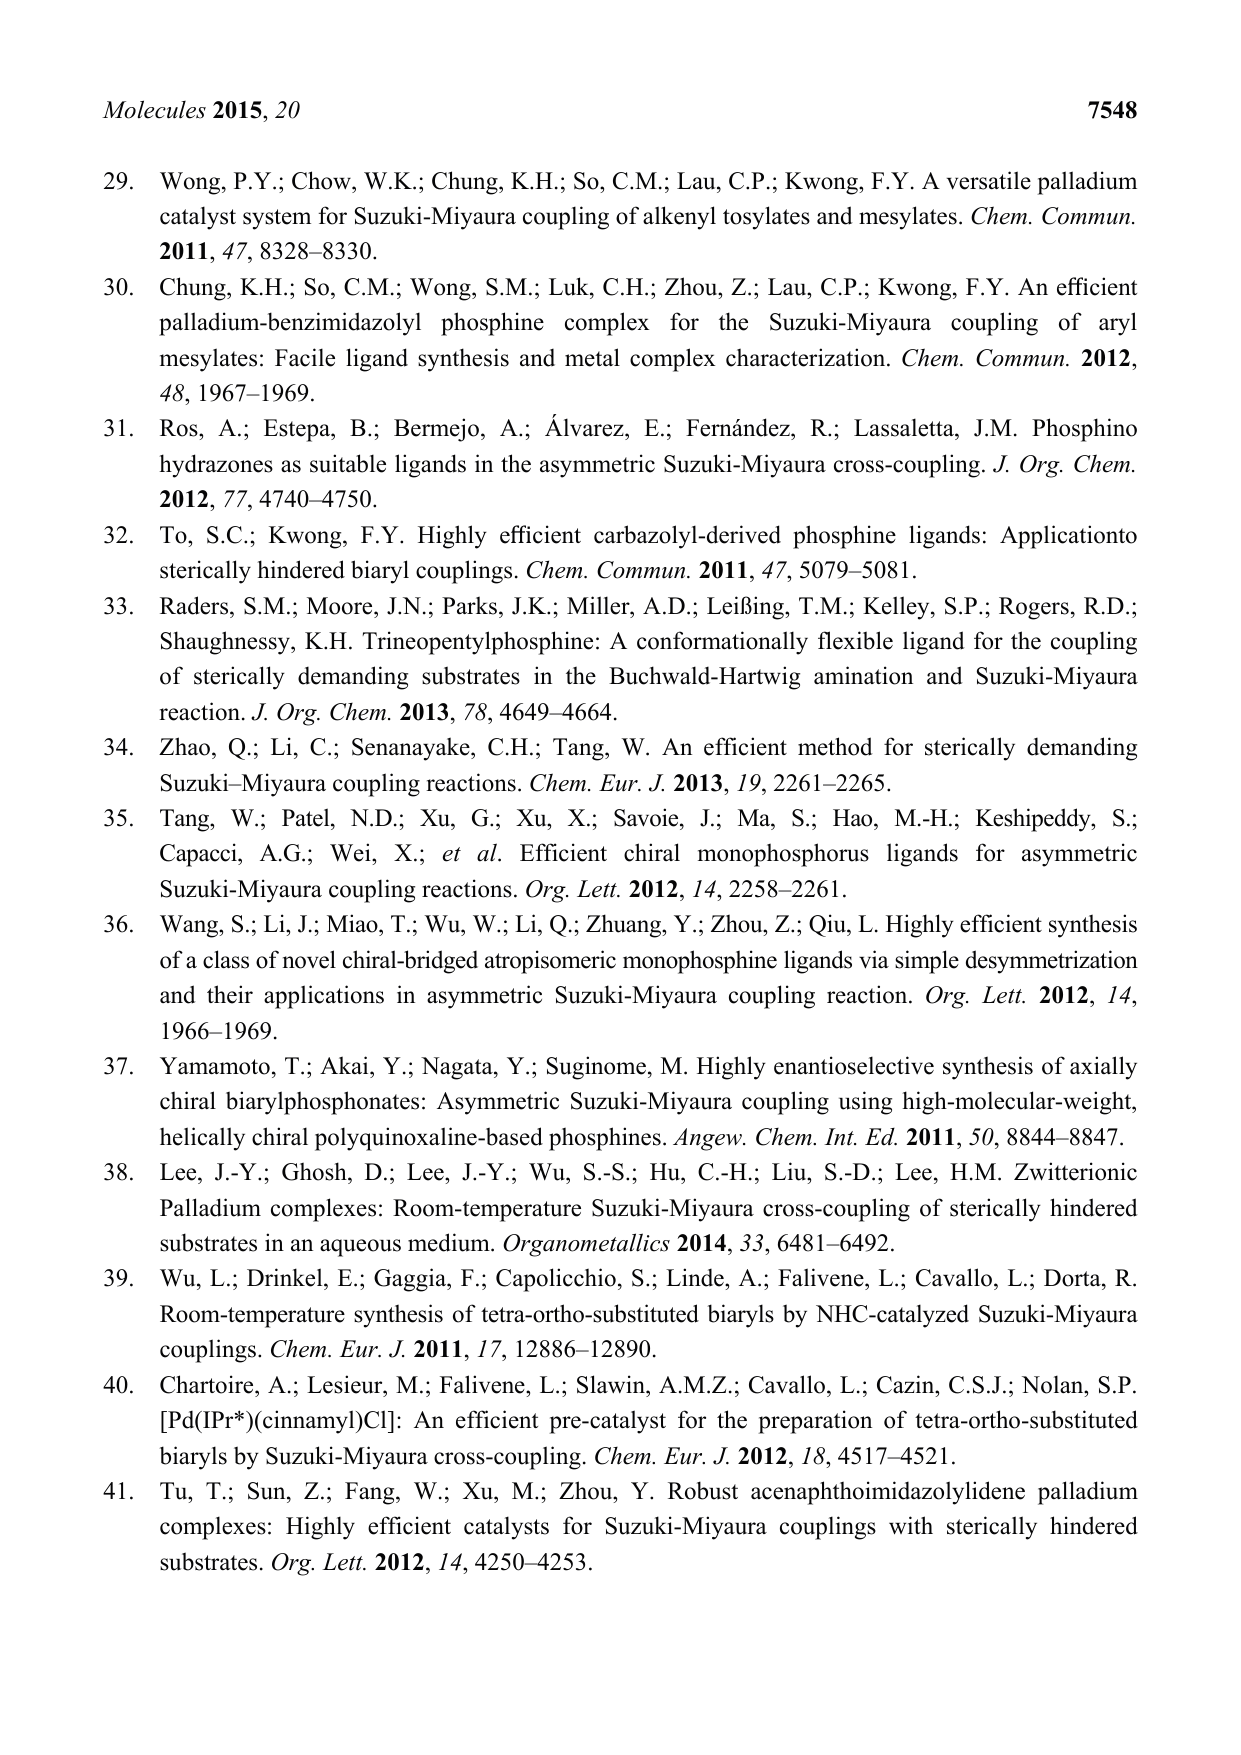 Molecules 2015, 20 7548
29. Wong, P.Y.; Chow, W.K.; Chung, K.H.; So, C.M.; Lau, C.P.; Kwong, F.Y. A versatile palladium
catalyst system for Suzuki-Miyaura coupling of alkenyl tosylates and mesylates. Chem. Commun.
2011, 47, 8328–8330.
30. Chung, K.H.; So, C.M.; Wong, S.M.; Luk, C.H.; Zhou, Z.; Lau, C.P.; Kwong, F.Y. An efficient
palladium-benzimidazolyl phosphine complex for the Suzuki-Miyaura coupling of aryl
mesylates: Facile ligand synthesis and metal complex characterization. Chem. Commun. 2012,
48, 1967–1969.
31. Ros, A.; Estepa, B.; Bermejo, A.; Álvarez, E.; Fernández, R.; Lassaletta, J.M. Phosphino
hydrazones as suitable ligands in the asymmetric Suzuki-Miyaura cross-coupling. J. Org. Chem.
2012, 77, 4740–4750.
32. To, S.C.; Kwong, F.Y. Highly efficient carbazolyl-derived phosphine ligands: Applicationto
sterically hindered biaryl couplings. Chem. Commun. 2011, 47, 5079–5081.
33. Raders, S.M.; Moore, J.N.; Parks, J.K.; Miller, A.D.; Leißing, T.M.; Kelley, S.P.; Rogers, R.D.;
Shaughnessy, K.H. Trineopentylphosphine: A conformationally flexible ligand for the coupling
of sterically demanding substrates in the Buchwald-Hartwig amination and Suzuki-Miyaura
reaction. J. Org. Chem. 2013, 78, 4649–4664.
34. Zhao, Q.; Li, C.; Senanayake, C.H.; Tang, W. An efficient method for sterically demanding
Suzuki–Miyaura coupling reactions. Chem. Eur. J. 2013, 19, 2261–2265.
35. Tang, W.; Patel, N.D.; Xu, G.; Xu, X.; Savoie, J.; Ma, S.; Hao, M.-H.; Keshipeddy, S.;
Capacci, A.G.; Wei, X.; et al. Efficient chiral monophosphorus ligands for asymmetric
Suzuki-Miyaura coupling reactions. Org. Lett. 2012, 14, 2258–2261.
36. Wang, S.; Li, J.; Miao, T.; Wu, W.; Li, Q.; Zhuang, Y.; Zhou, Z.; Qiu, L. Highly efficient synthesis
of a class of novel chiral-bridged atropisomeric monophosphine ligands via simple desymmetrization
and their applications in asymmetric Suzuki-Miyaura coupling reaction. Org. Lett. 2012, 14,
1966–1969.
37. Yamamoto, T.; Akai, Y.; Nagata, Y.; Suginome, M. Highly enantioselective synthesis of axially
chiral biarylphosphonates: Asymmetric Suzuki-Miyaura coupling using high-molecular-weight,
helically chiral polyquinoxaline-based phosphines. Angew. Chem. Int. Ed. 2011, 50, 8844–8847.
38. Lee, J.-Y.; Ghosh, D.; Lee, J.-Y.; Wu, S.-S.; Hu, C.-H.; Liu, S.-D.; Lee, H.M. Zwitterionic
Palladium complexes: Room-temperature Suzuki-Miyaura cross-coupling of sterically hindered
substrates in an aqueous medium. Organometallics 2014, 33, 6481–6492.
39. Wu, L.; Drinkel, E.; Gaggia, F.; Capolicchio, S.; Linde, A.; Falivene, L.; Cavallo, L.; Dorta, R.
Room-temperature synthesis of tetra-ortho-substituted biaryls by NHC-catalyzed Suzuki-Miyaura
couplings. Chem. Eur. J. 2011, 17, 12886–12890.
40. Chartoire, A.; Lesieur, M.; Falivene, L.; Slawin, A.M.Z.; Cavallo, L.; Cazin, C.S.J.; Nolan, S.P.
[Pd(IPr*)(cinnamyl)Cl]: An efficient pre-catalyst for the preparation of tetra-ortho-substituted
biaryls by Suzuki-Miyaura cross-coupling. Chem. Eur. J. 2012, 18, 4517–4521.
41. Tu, T.; Sun, Z.; Fang, W.; Xu, M.; Zhou, Y. Robust acenaphthoimidazolylidene palladium
complexes: Highly efficient catalysts for Suzuki-Miyaura couplings with sterically hindered
substrates. Org. Lett. 2012, 14, 4250–4253.